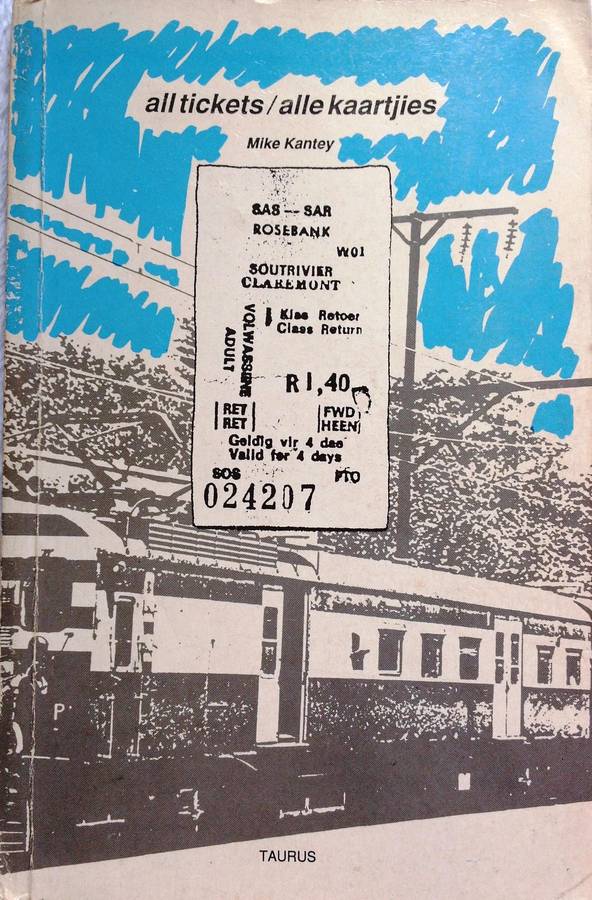 all tickets / alle kaartjies
Mike Kantey
SAS — SAR
ROSEBANK
W01
SOUTRIVIER
CLAREMONT
1 Klas Retoer
Class Return
VOLWASSENE
ADULT
R1,40
RET
RET
FWD
HEEN
Geldig vir 4 dae
Valid for 4 days
SOS
PTO
024207
P
TAURUS